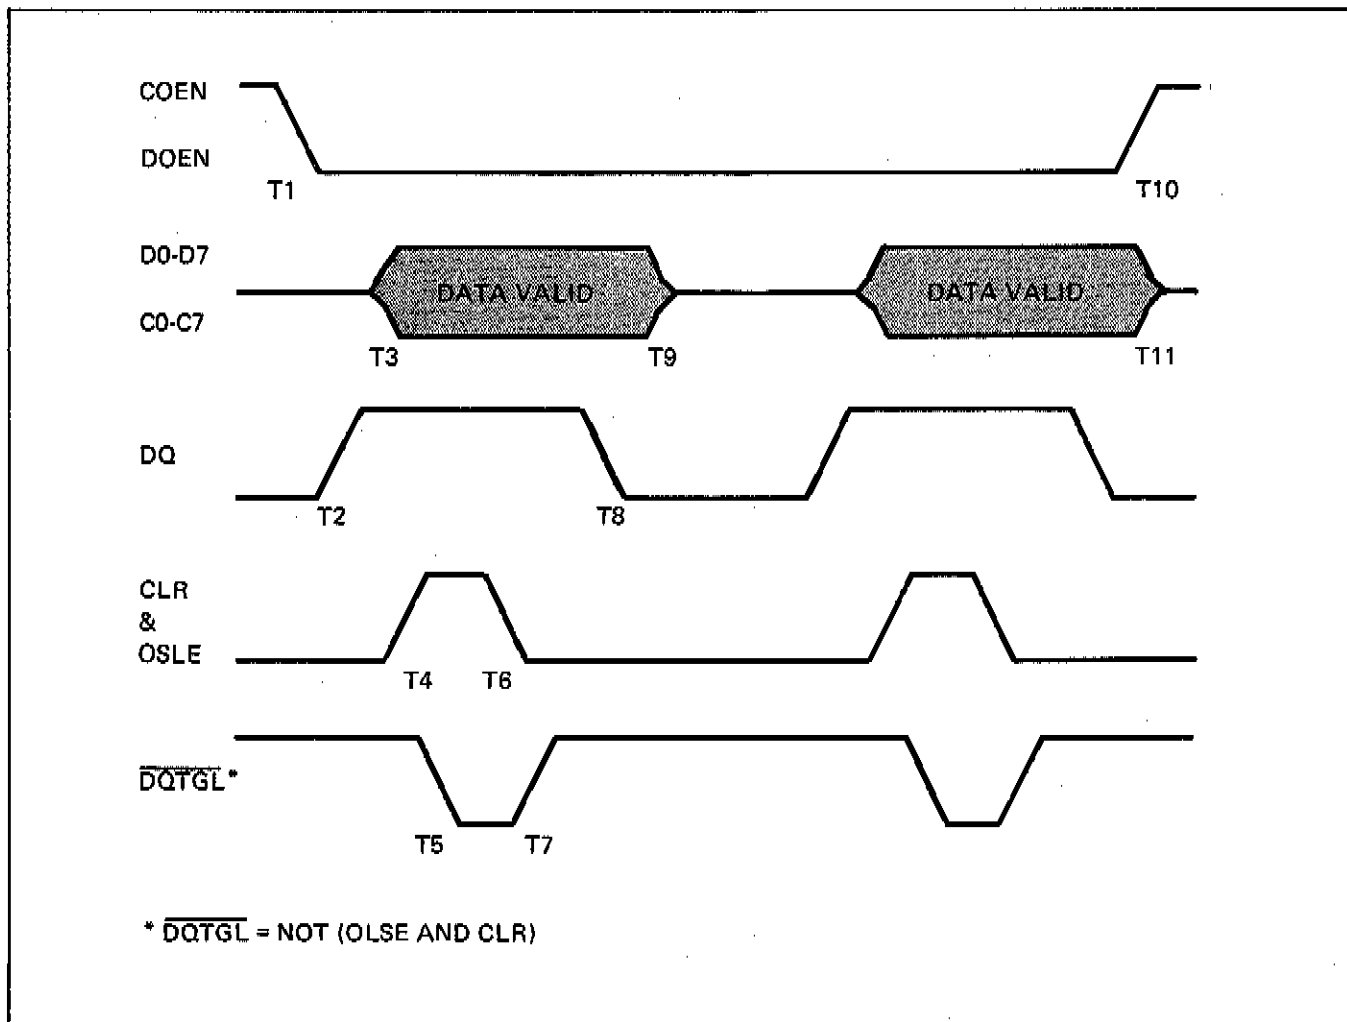 COEN
DOEN
T1
T10
D0-D7
DATA VALID
DATA VALID
C0-C7
T3
T9
T11
DQ
T2
T8
CLR
&
OSLE
T4
T6
DQTGL*
T5
T7
* DQTGL = NOT (OLSE AND CLR)